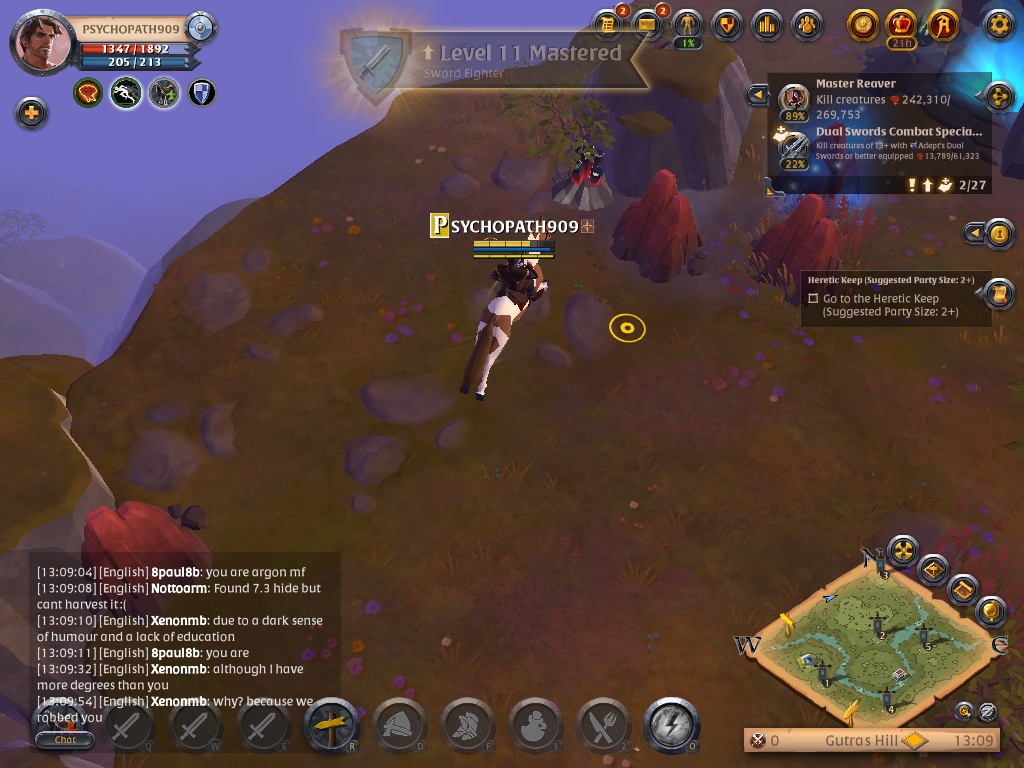 PSYCHOPATH909
1347 / 1892
205 / 213
Level 11 Mastered
Sword Fighter
2
2
1%
21h
Master Reaver
Kill creatures 242,310/
269,753
89%
Dual Swords Combat Specia...
Kill creatures of T3+ with Adept's Dual
Swords or better equipped 13,789/61,323
22%
2/27
PSYCHOPATH909
Heretic Keep (Suggested Party Size: 2+)
Go to the Heretic Keep
(Suggested Party Size: 2+)
[13:09:04] [English] 8paul8b: you are argon mf
[13:09:08] [English] Nottoarm: Found 7.3 hide but
cant harvest it:(
[13:09:10] [English] Xenonmb: due to a dark sense
of humour and a lack of education
[13:09:11] [English] 8paul8b: you are
[13:09:32] [English] Xenonmb: although I have
more degrees than you
[13:09:54] [English] Xenonmb: why? because we
robbed you
Chat
Q
W
E
R
D
F
1
2
O
N
W
E
3
2
5
1
4
0
Gutras Hill
13:09